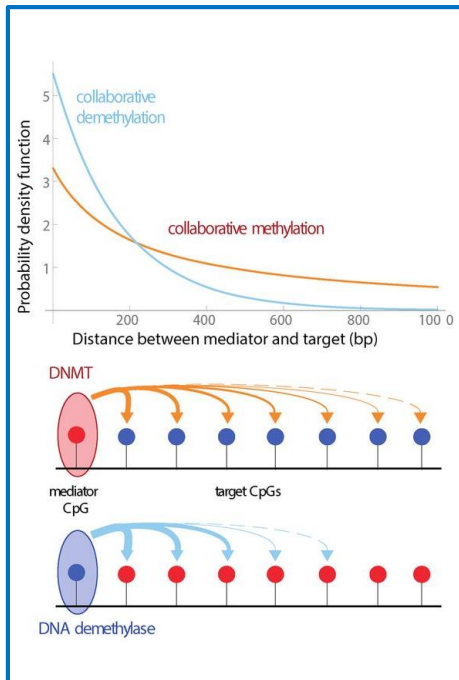 5
4
3
2
1
Probability density function
collaborative
demethylation
collaborative methylation
200 400 600 800 100 0
Distance between mediator and target (bp)
DNMT
mediator
CpG
target CpGs
DNA demethylase